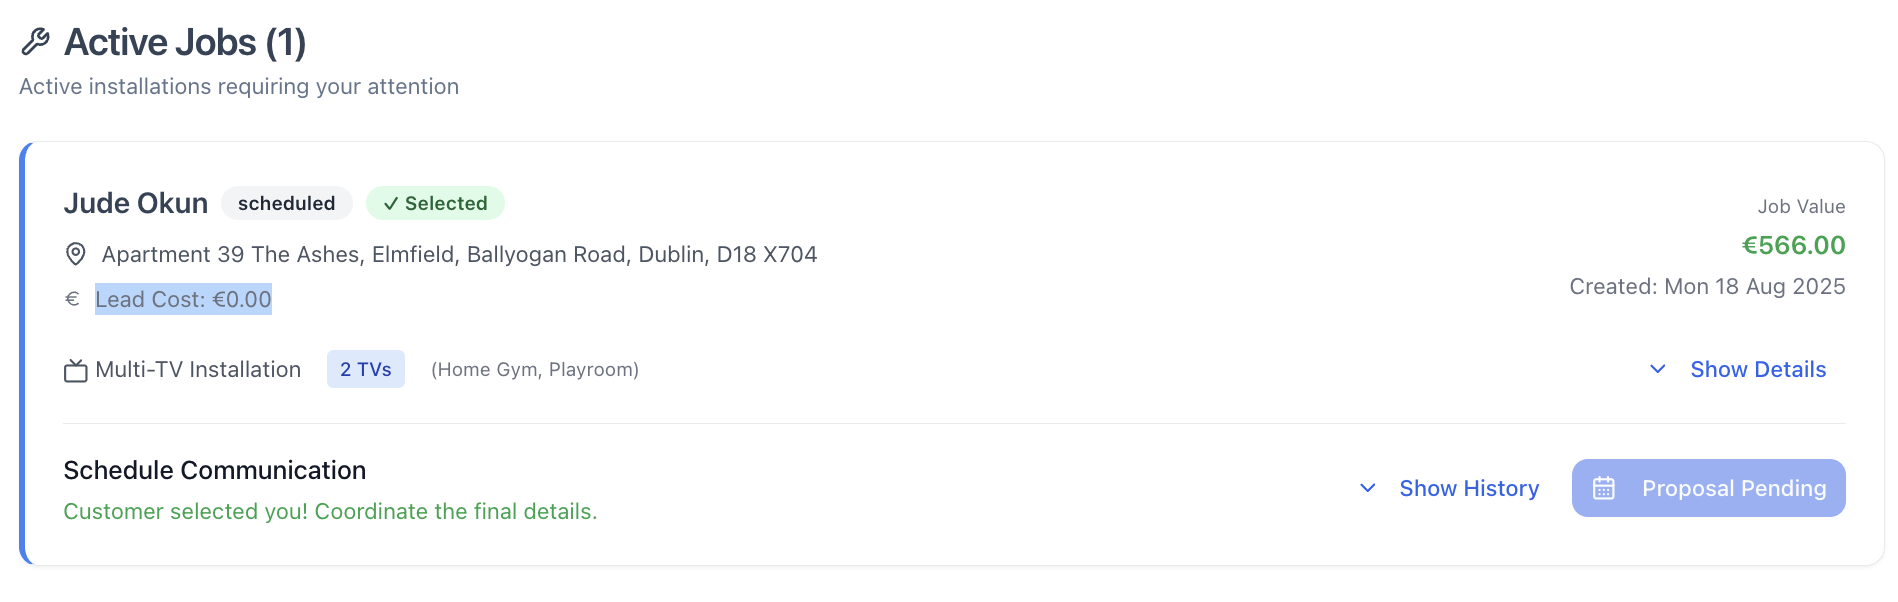 Active Jobs (1)
Active installations requiring your attention
Jude Okun scheduled ✓ Selected
Apartment 39 The Ashes, Elmfield, Ballyogan Road, Dublin, D18 X704
€ Lead Cost: €0.00
Job Value
€566.00
Created: Mon 18 Aug 2025
Multi-TV Installation 2 TVs (Home Gym, Playroom)
Show Details
Schedule Communication
Customer selected you! Coordinate the final details.
Show History
Proposal Pending